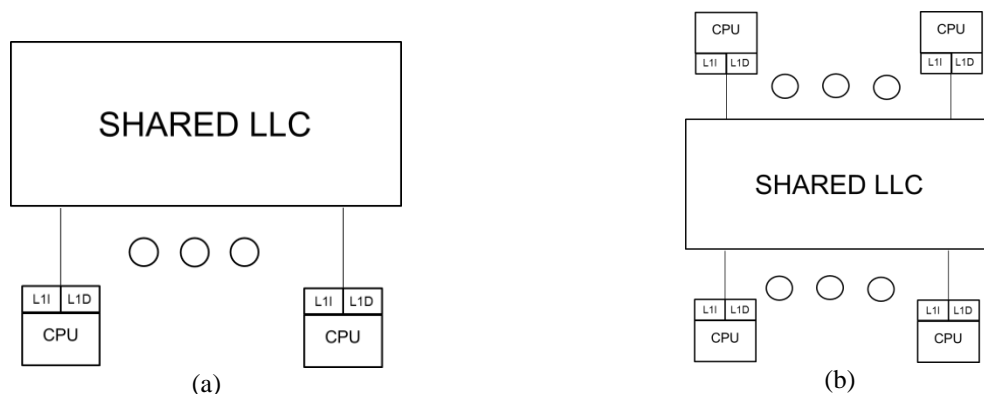 SHARED LLC
L1I L1D
CPU
L1I L1D
CPU
(a)
CPU
L1I L1D
CPU
L1I L1D
SHARED LLC
L1I L1D
CPU
L1I L1D
CPU
(b)